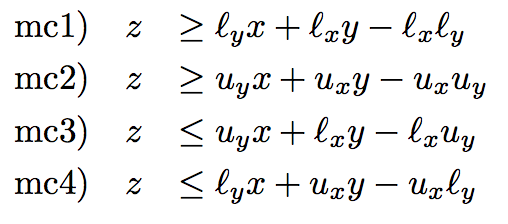 mc1) z ≥ ℓ_y x + ℓ_x y − ℓ_x ℓ_y
mc2) z ≥ u_y x + u_x y − u_x u_y
mc3) z ≤ u_y x + ℓ_x y − ℓ_x u_y
mc4) z ≤ ℓ_y x + u_x y − u_x ℓ_y